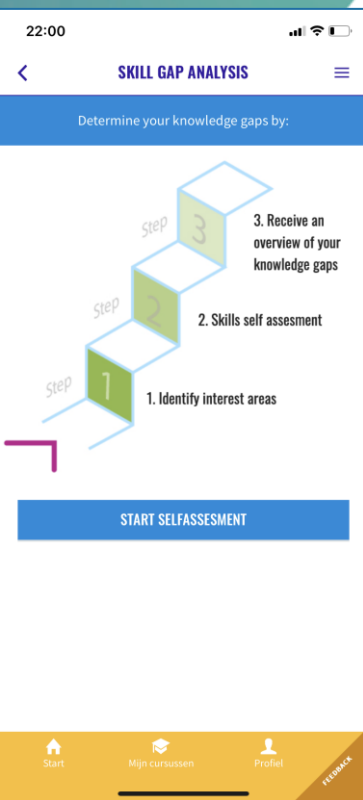 22:00
SKILL GAP ANALYSIS
Determine your knowledge gaps by:
Step 3
3. Receive an
overview of your
knowledge gaps
Step 2
2. Skills self assesment
Step 1
1. Identify interest areas
START SELFASSESMENT
Start
Mijn cursussen
Profiel
FEEDBACK